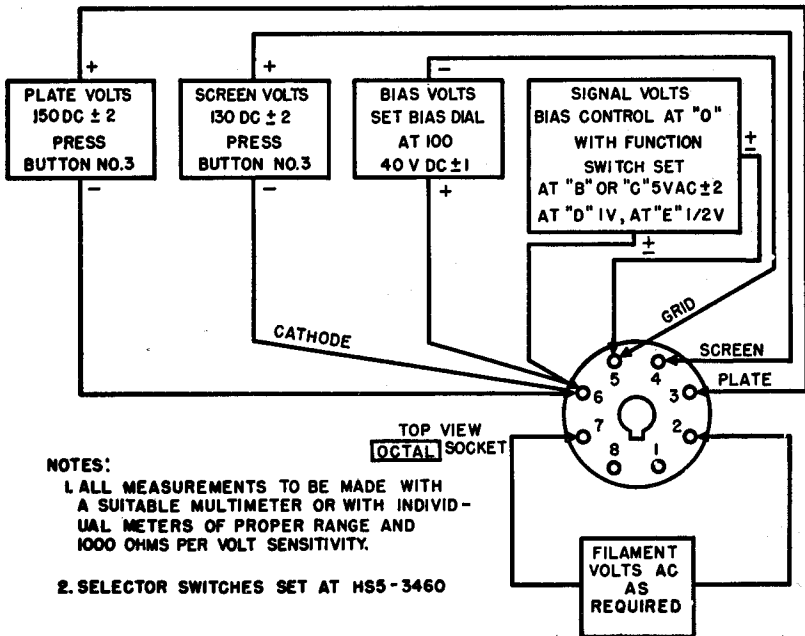 +
PLATE VOLTS
150 DC ± 2
PRESS
BUTTON NO.3
−
+
SCREEN VOLTS
130 DC ± 2
PRESS
BUTTON NO.3
−
−
BIAS VOLTS
SET BIAS DIAL
AT 100
40 V DC ± 1
+
SIGNAL VOLTS
BIAS CONTROL AT "O"
WITH FUNCTION
SWITCH SET
AT "B" OR "C" 5VAC ± 2
AT "D" 1V, AT "E" 1/2 V
±
±
CATHODE
GRID
SCREEN
PLATE
5
4
6
3
7
2
8
1
TOP VIEW
OCTAL SOCKET
NOTES:
1. ALL MEASUREMENTS TO BE MADE WITH
A SUITABLE MULTIMETER OR WITH INDIVID-
UAL METERS OF PROPER RANGE AND
1000 OHMS PER VOLT SENSITIVITY.
2. SELECTOR SWITCHES SET AT HS5-3460
FILAMENT
VOLTS AC
AS
REQUIRED